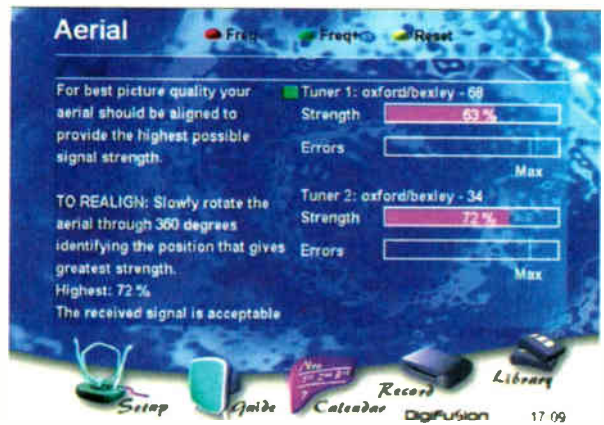 Aerial
Freq- Freq+ Reset
For best picture quality your
aerial should be aligned to
provide the highest possible
signal strength.
TO REALIGN: Slowly rotate the
aerial through 360 degrees
identifying the position that gives
greatest strength.
Highest: 72 %
The received signal is acceptable
Tuner 1: oxford/bexley - 68
Strength 63 %
Errors
Max
Tuner 2: oxford/bexley - 34
Strength 72 %
Errors
Max
Setup Guide Calendar Record Library
DigiFusion 17 09